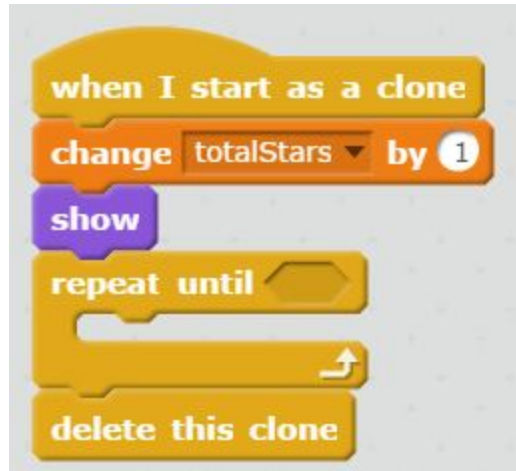 when I start as a clone
change totalStars by 1
show
repeat until
delete this clone